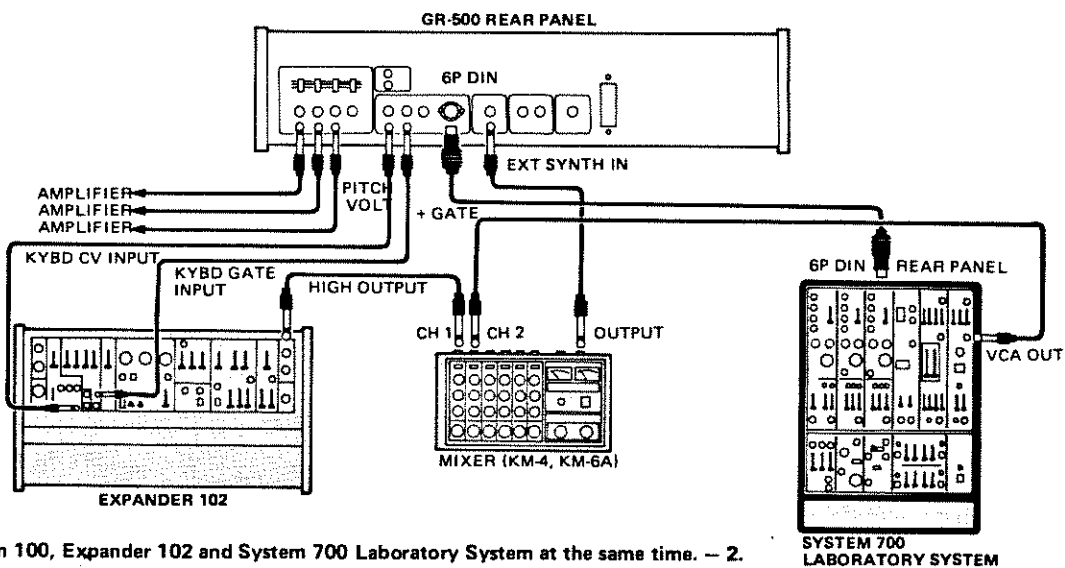 GR-500 REAR PANEL
6P DIN
EXT SYNTH IN
AMPLIFIER
AMPLIFIER
AMPLIFIER
PITCH
VOLT
+ GATE
KYBD CV INPUT
KYBD GATE
INPUT
HIGH OUTPUT
6P DIN
REAR PANEL
CH 1
CH 2
OUTPUT
VCA OUT
MIXER (KM-4, KM-6A)
EXPANDER 102
SYSTEM 700
LABORATORY SYSTEM
100, Expander 102 and System 700 Laboratory System at the same time. — 2.